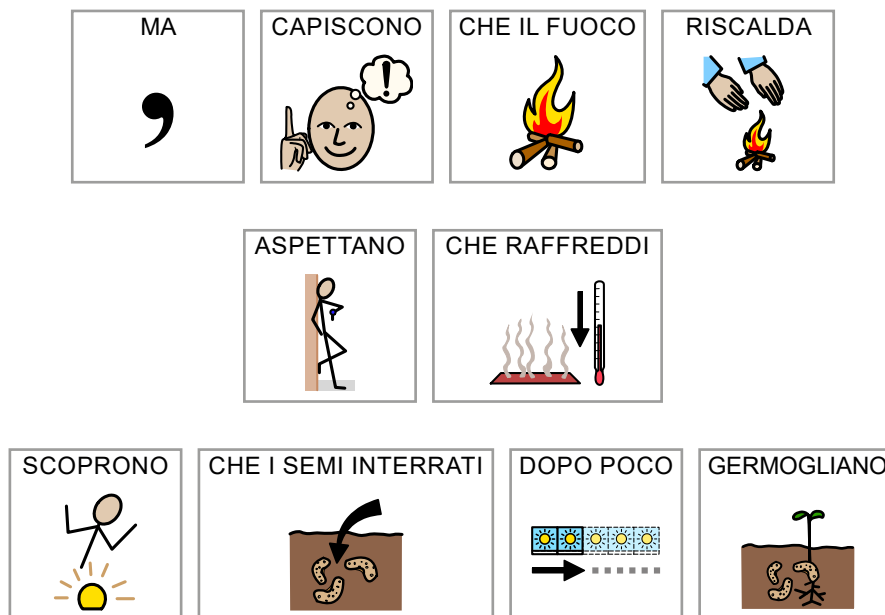 MA CAPISCONO CHE IL FUOCO RISCALDA
ASPETTANO CHE RAFFREDDI
SCOPRONO CHE I SEMI INTERRATI DOPO POCO GERMOGLIANO